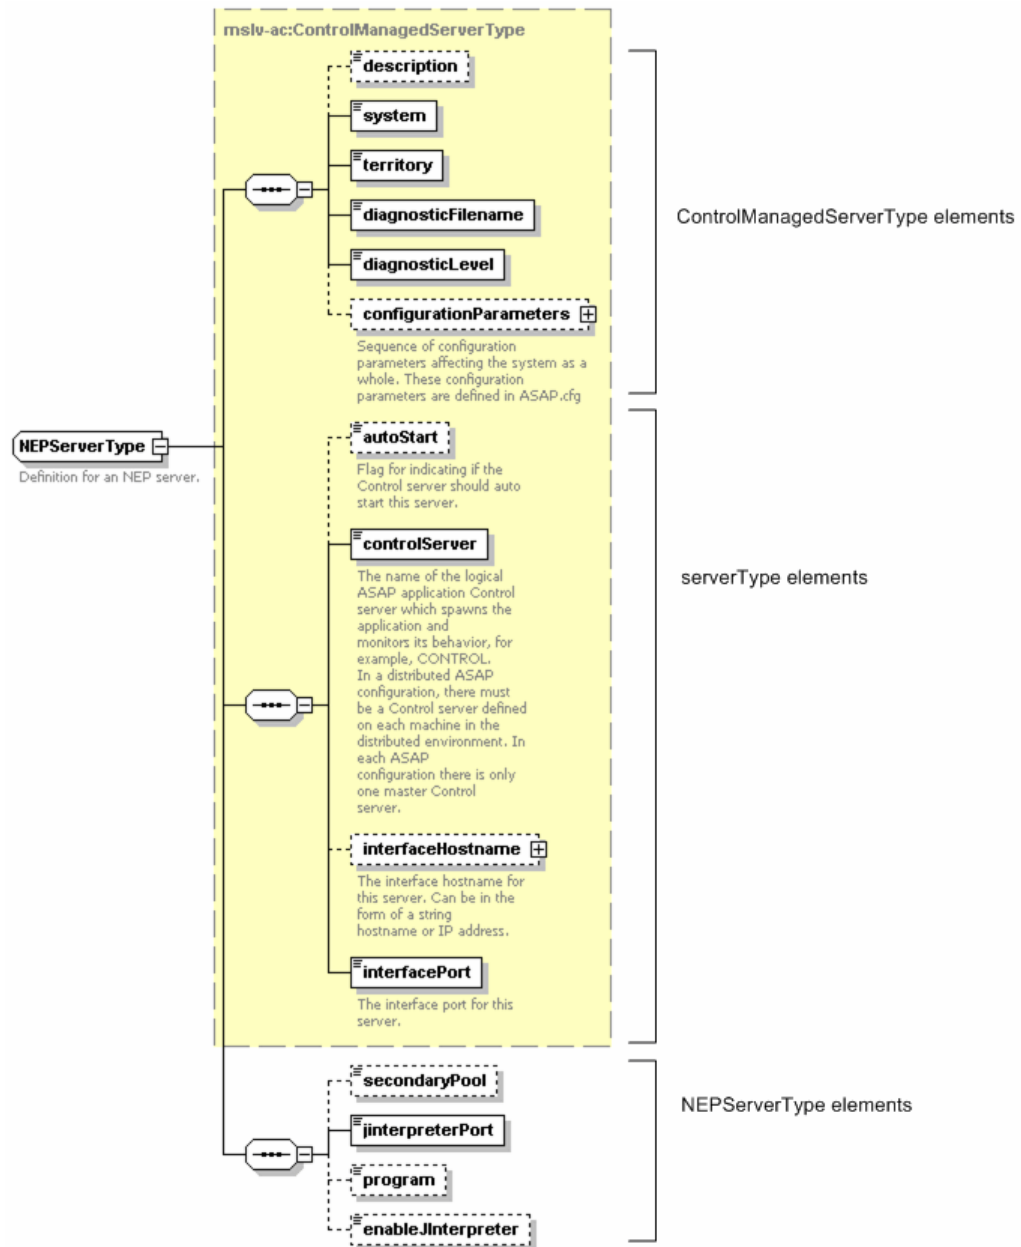 mslv-ac:ControlManagedServerType
description
system
territory
diagnosticFilename
diagnosticLevel
configurationParameters
Sequence of configuration
parameters affecting the system as a
whole. These configuration
parameters are defined in ASAP.cfg
ControlManagedServerType elements
NEPServerType
Definition for an NEP server.
autoStart
Flag for indicating if the
Control server should auto
start this server.
controlServer
The name of the logical
ASAP application Control
server which spawns the
application and
monitors its behavior, for
example, CONTROL.
In a distributed ASAP
configuration, there must
be a Control server defined
on each machine in the
distributed environment. In
each ASAP
configuration there is only
one master Control
server.
interfaceHostname
The interface hostname for
this server. Can be in the
form of a string
hostname or IP address.
interfacePort
The interface port for this
server.
serverType elements
secondaryPool
jinterpreterPort
program
enableJInterpreter
NEPServerType elements